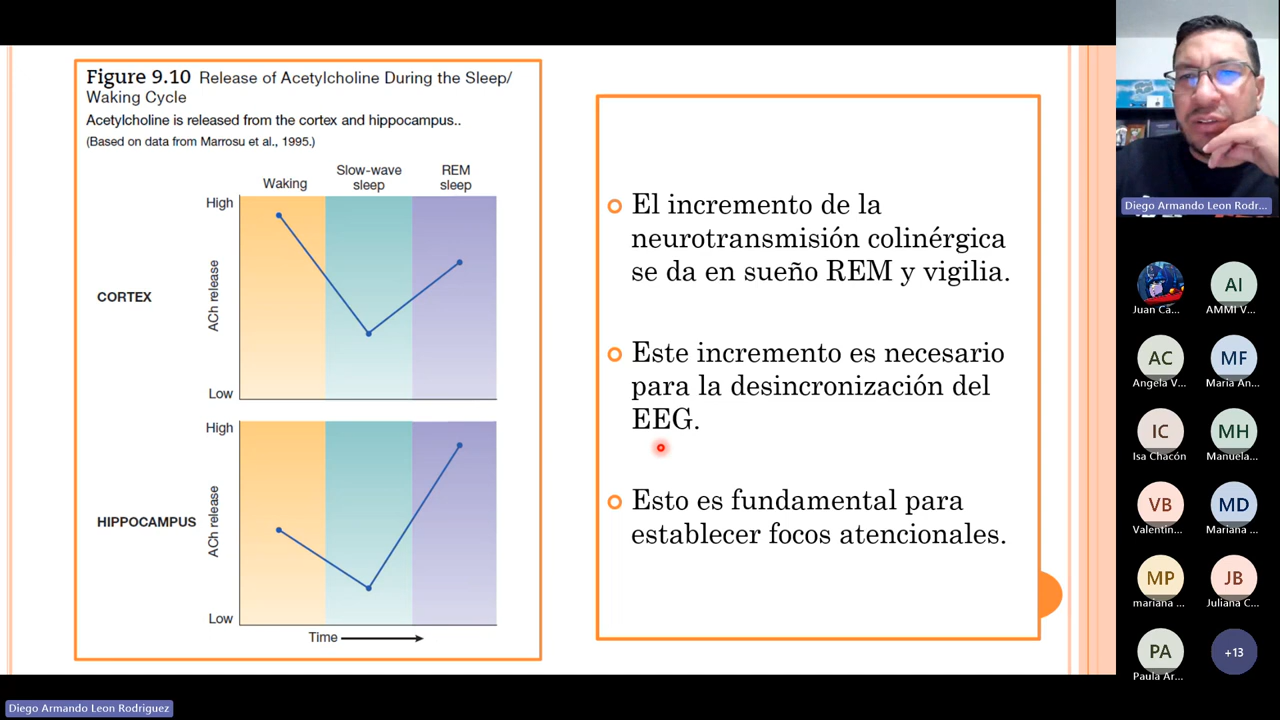 Figure 9.10 Release of Acetylcholine During the Sleep/
Waking Cycle
Acetylcholine is released from the cortex and hippocampus..
(Based on data from Marrosu et al., 1995.)
Waking
Slow-wave
sleep
REM
sleep
High
CORTEX
ACh release
Low
High
HIPPOCAMPUS
ACh release
Low
Time
El incremento de la
neurotransmisión colinérgica
se da en sueño REM y vigilia.
Este incremento es necesario
para la desincronización del
EEG.
Esto es fundamental para
establecer focos atencionales.
Diego Armando Leon Rodr...
Juan Ca...
AI
AMMI V...
AC
Angela V...
MF
Maria An...
IC
Isa Chacón
MH
Manuela...
VB
Valentin...
MD
Mariana ...
MP
mariana ...
JB
Juliana C...
PA
Paula Ar...
+13
Diego Armando Leon Rodriguez